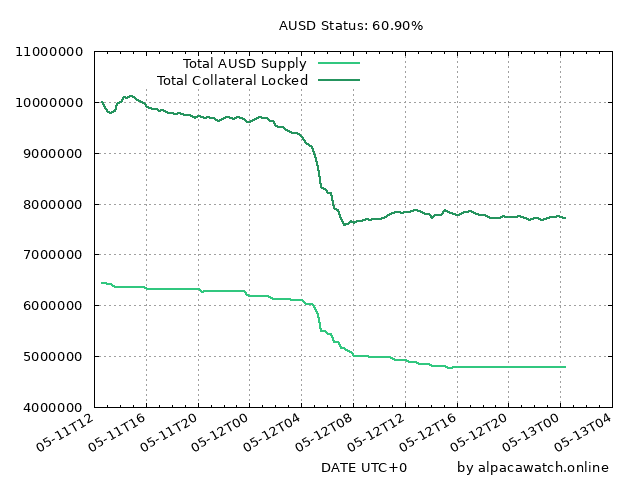 AUSD Status: 60.90%
11000000
Total AUSD Supply
Total Collateral Locked
10000000
9000000
8000000
7000000
6000000
5000000
4000000
05-11T12 05-11T16 05-11T20 05-12T00 05-12T04 05-12T08 05-12T12 05-12T16 05-12T20 05-13T00 05-13T04
DATE UTC+0 by alpacawatch.online